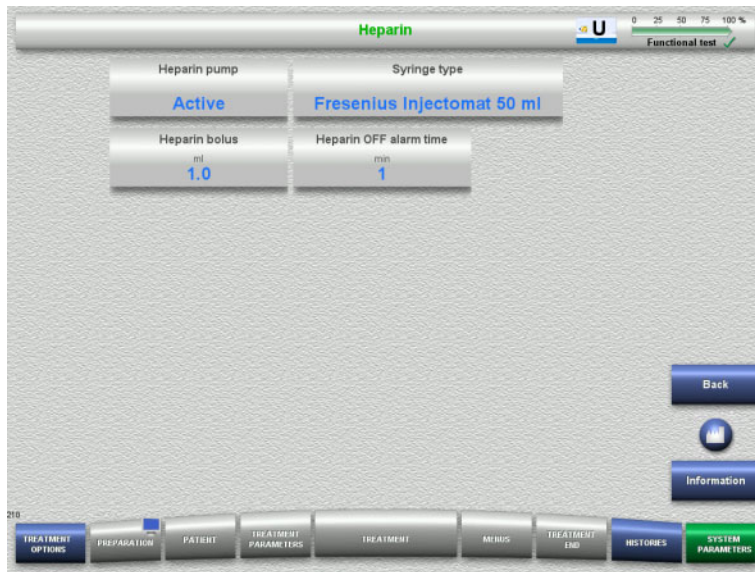 Heparin
U
0 25 50 75 100 %
Functional test
Heparin pump
Active
Syringe type
Fresenius Injectomat 50 ml
Heparin bolus
ml
1.0
Heparin OFF alarm time
min
1
Back
Information
210
TREATMENT
OPTIONS
PREPARATION
PATIENT
TREATMENT
PARAMETERS
TREATMENT
MENUS
TREATMENT
END
HISTORIES
SYSTEM
PARAMETERS